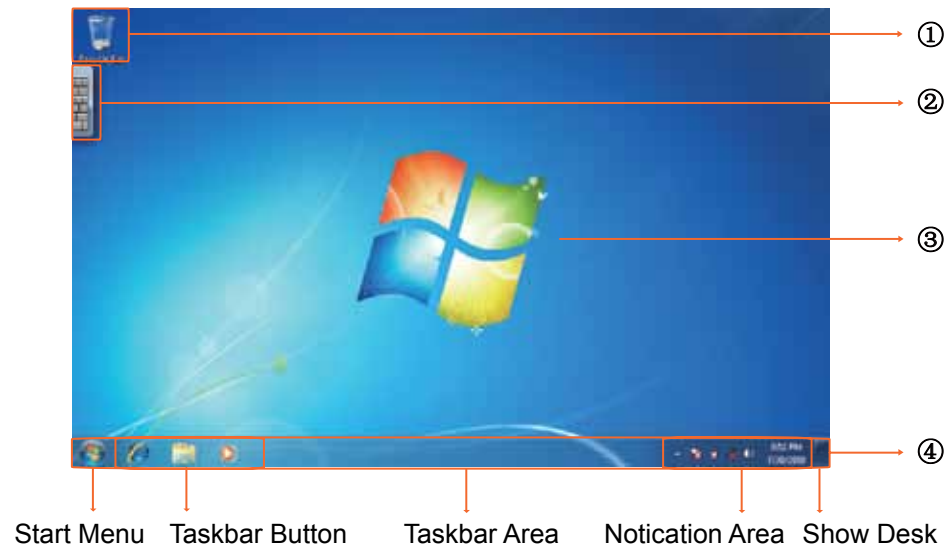 ①
②
③
④
Start Menu Taskbar Button Taskbar Area Notication Area Show Desk